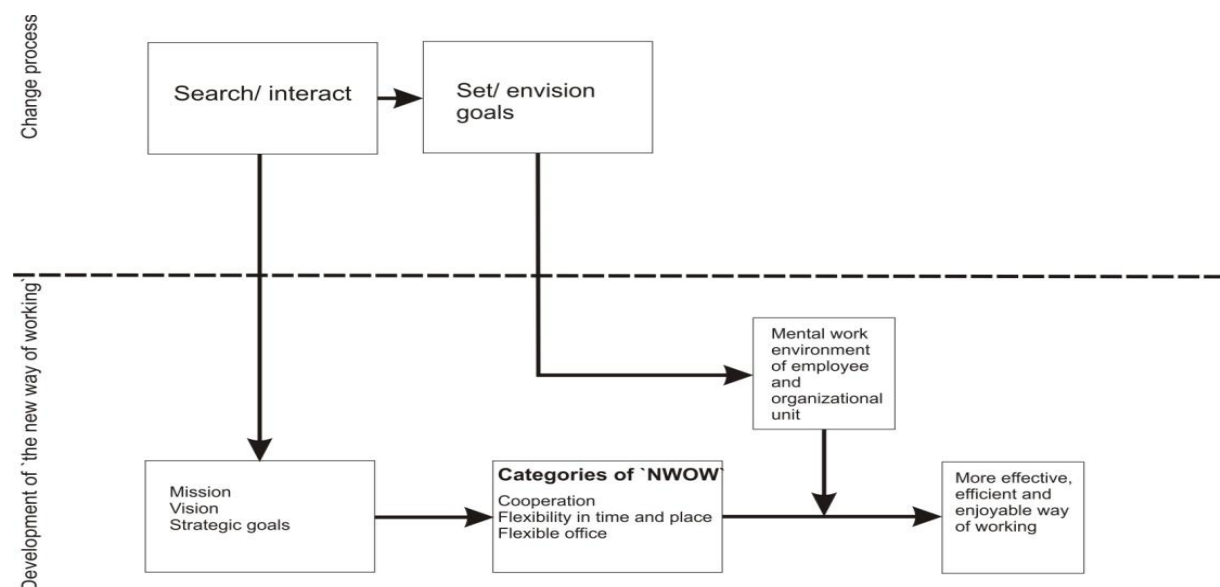 Change process
Search/ interact
Set/ envision
goals
Development of `the new way of working`
Mental work
environment
of employee
and
organizational
unit
Mission
Vision
Strategic goals
Categories of `NWOW`
Cooperation
Flexibility in time and place
Flexible office
More effective,
efficient and
enjoyable way
of working